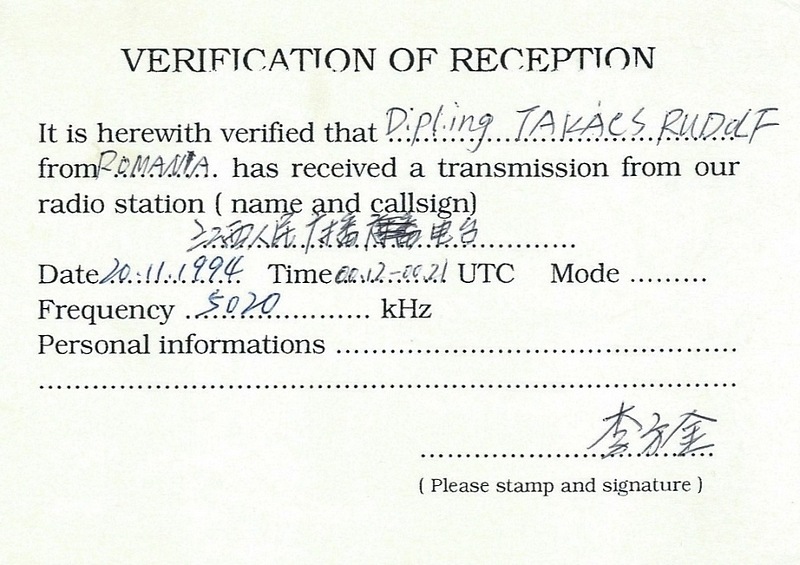 VERIFICATION OF RECEPTION
It is herewith verified that Dipl.ing TAKÁCS RUDOLF
from ROMANIA. has received a transmission from our
radio station ( name and callsign)
江西人民广播电台
Date 20.11.1994 Time 00.12-00.21 UTC Mode .........
Frequency ...5020............... kHz
Personal informations ..........................................................
...........................................................................................................
李方金
( Please stamp and signature )